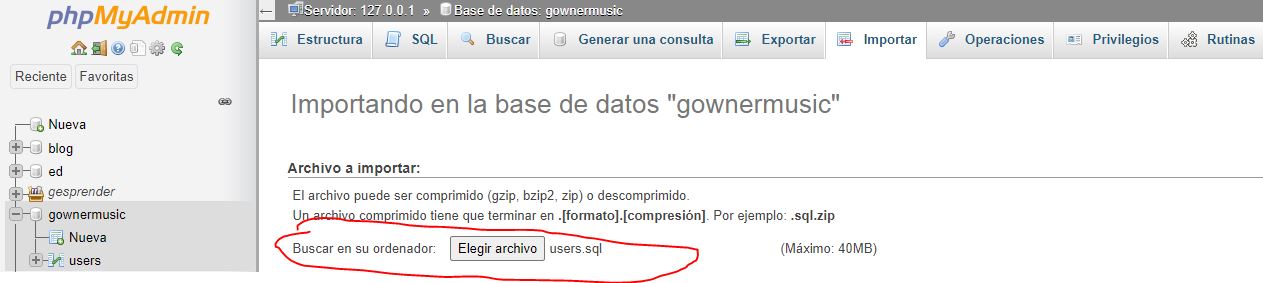 phpMyAdmin
Reciente Favoritas
Nueva
blog
ed
gesprender
gownermusic
Nueva
users
Servidor: 127.0.0.1 » Base de datos: gownermusic
Estructura SQL Buscar Generar una consulta Exportar Importar Operaciones Privilegios Rutinas
Importando en la base de datos "gownermusic"
Archivo a importar:
El archivo puede ser comprimido (gzip, bzip2, zip) o descomprimido.
Un archivo comprimido tiene que terminar en .[formato].[compresión]. Por ejemplo: .sql.zip
Buscar en su ordenador: Elegir archivo users.sql (Máximo: 40MB)